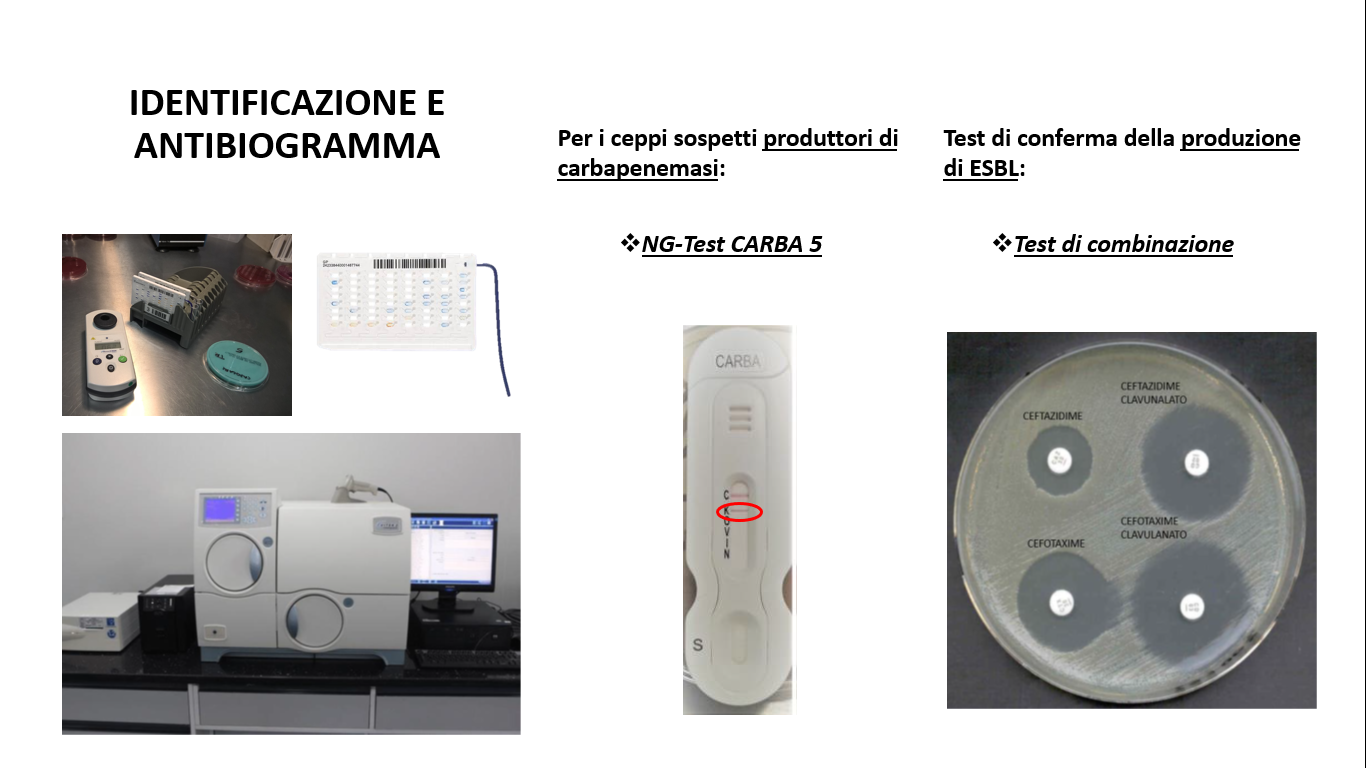 IDENTIFICAZIONE E
ANTIBIOGRAMMA
Per i ceppi sospetti produttori di
carbapenemasi:
❖NG-Test CARBA 5
Test di conferma della produzione
di ESBL:
❖Test di combinazione
CARBA
C
K
O
V
I
N
S
CEFTAZIDIME
CLAVUNALATO
CEFTAZIDIME
CEFOTAXIME
CLAVULANATO
CEFOTAXIME